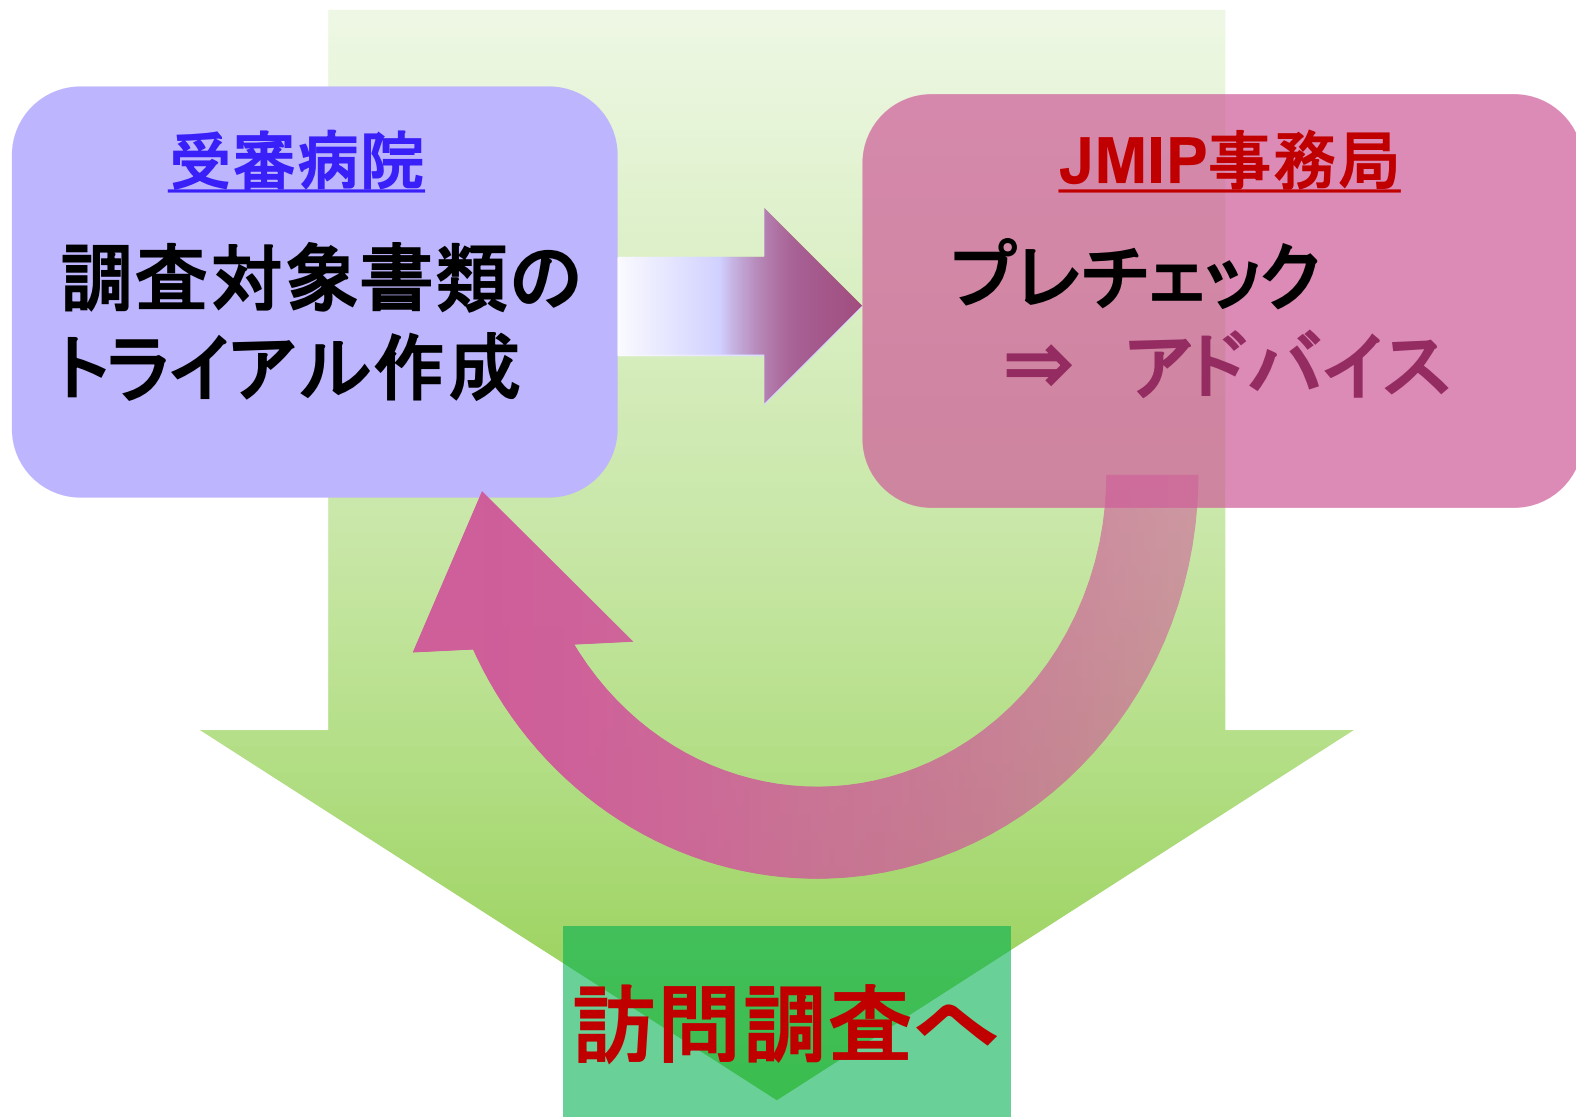 受審病院
調査対象書類の
トライアル作成
JMIP事務局
プレチェック
⇒ アドバイス
訪問調査へ